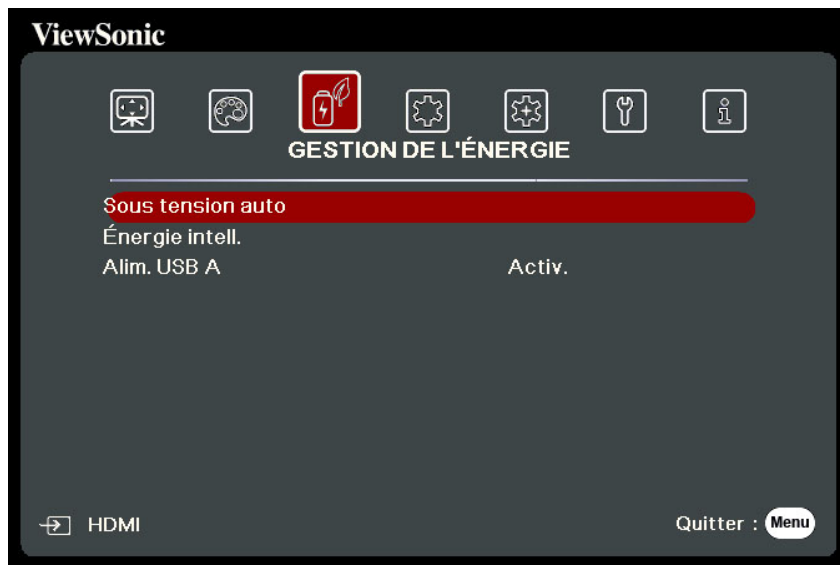 ViewSonic
GESTION DE L'ÉNERGIE
Sous tension auto
Énergie intell.
Alim. USB A Activ.
HDMI Quitter : Menu